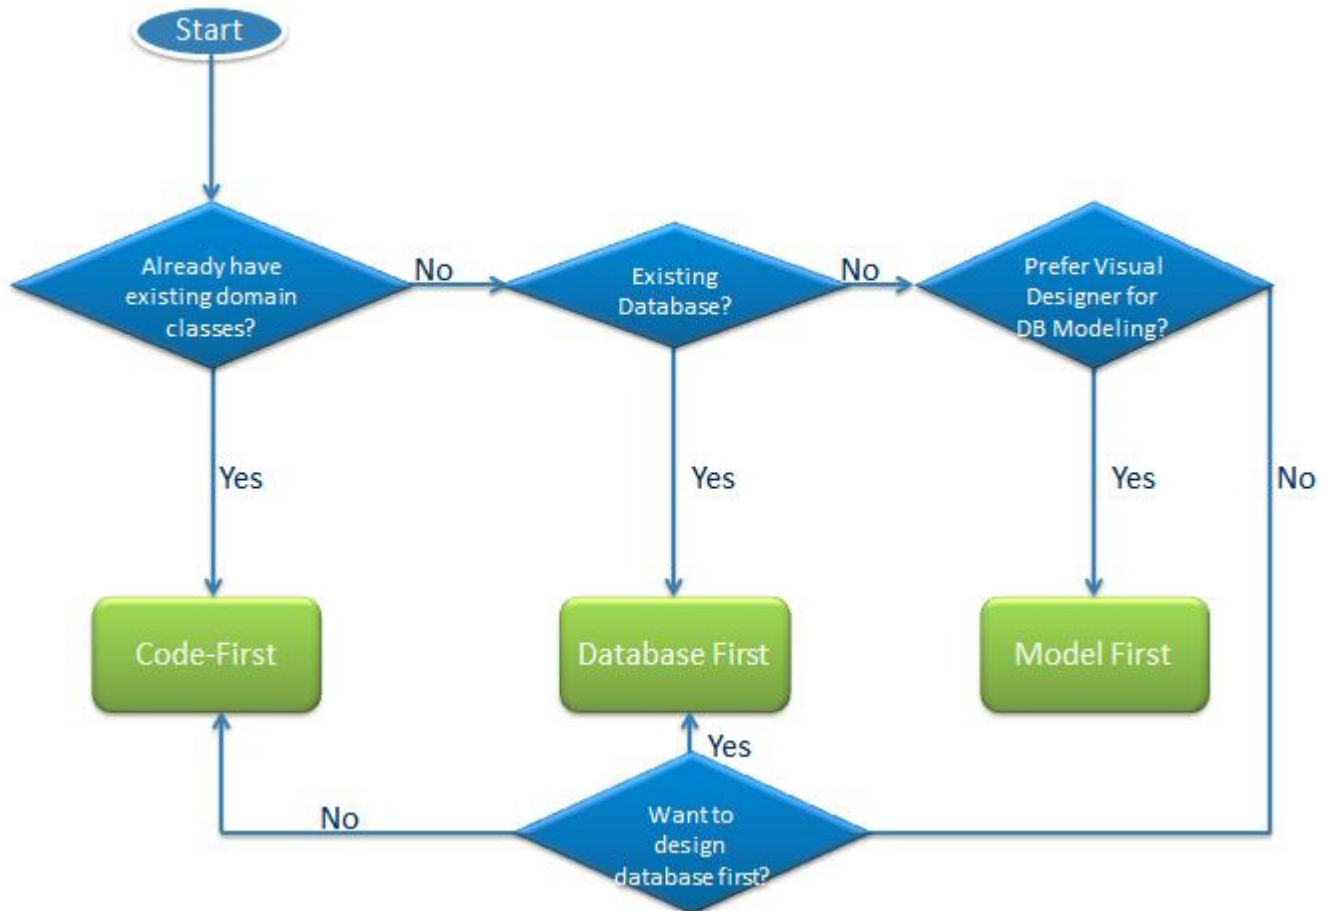 Start
Already have
existing domain
classes?
No
Existing
Database?
No
Prefer Visual
Designer for
DB Modeling?
Yes
Yes
Yes
No
Code-First
Database First
Model First
Yes
No
Want to
design
database first?